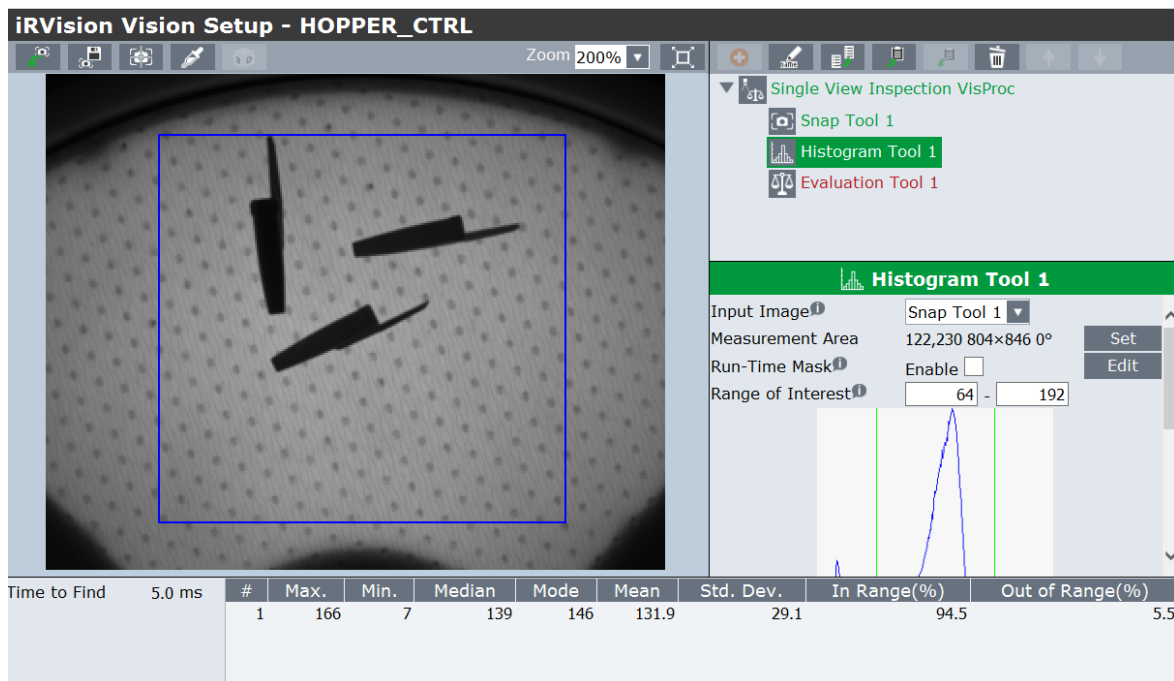 iRVision Vision Setup - HOPPER_CTRL
Zoom 200%
Single View Inspection VisProc
Snap Tool 1
Histogram Tool 1
Evaluation Tool 1
Histogram Tool 1
Input Image Snap Tool 1
Measurement Area 122,230 804×846 0° Set
Run-Time Mask Enable Edit
Range of Interest 64 - 192
Time to Find 5.0 ms
# Max. Min. Median Mode Mean Std. Dev. In Range(%) Out of Range(%)
1 166 7 139 146 131.9 29.1 94.5 5.5